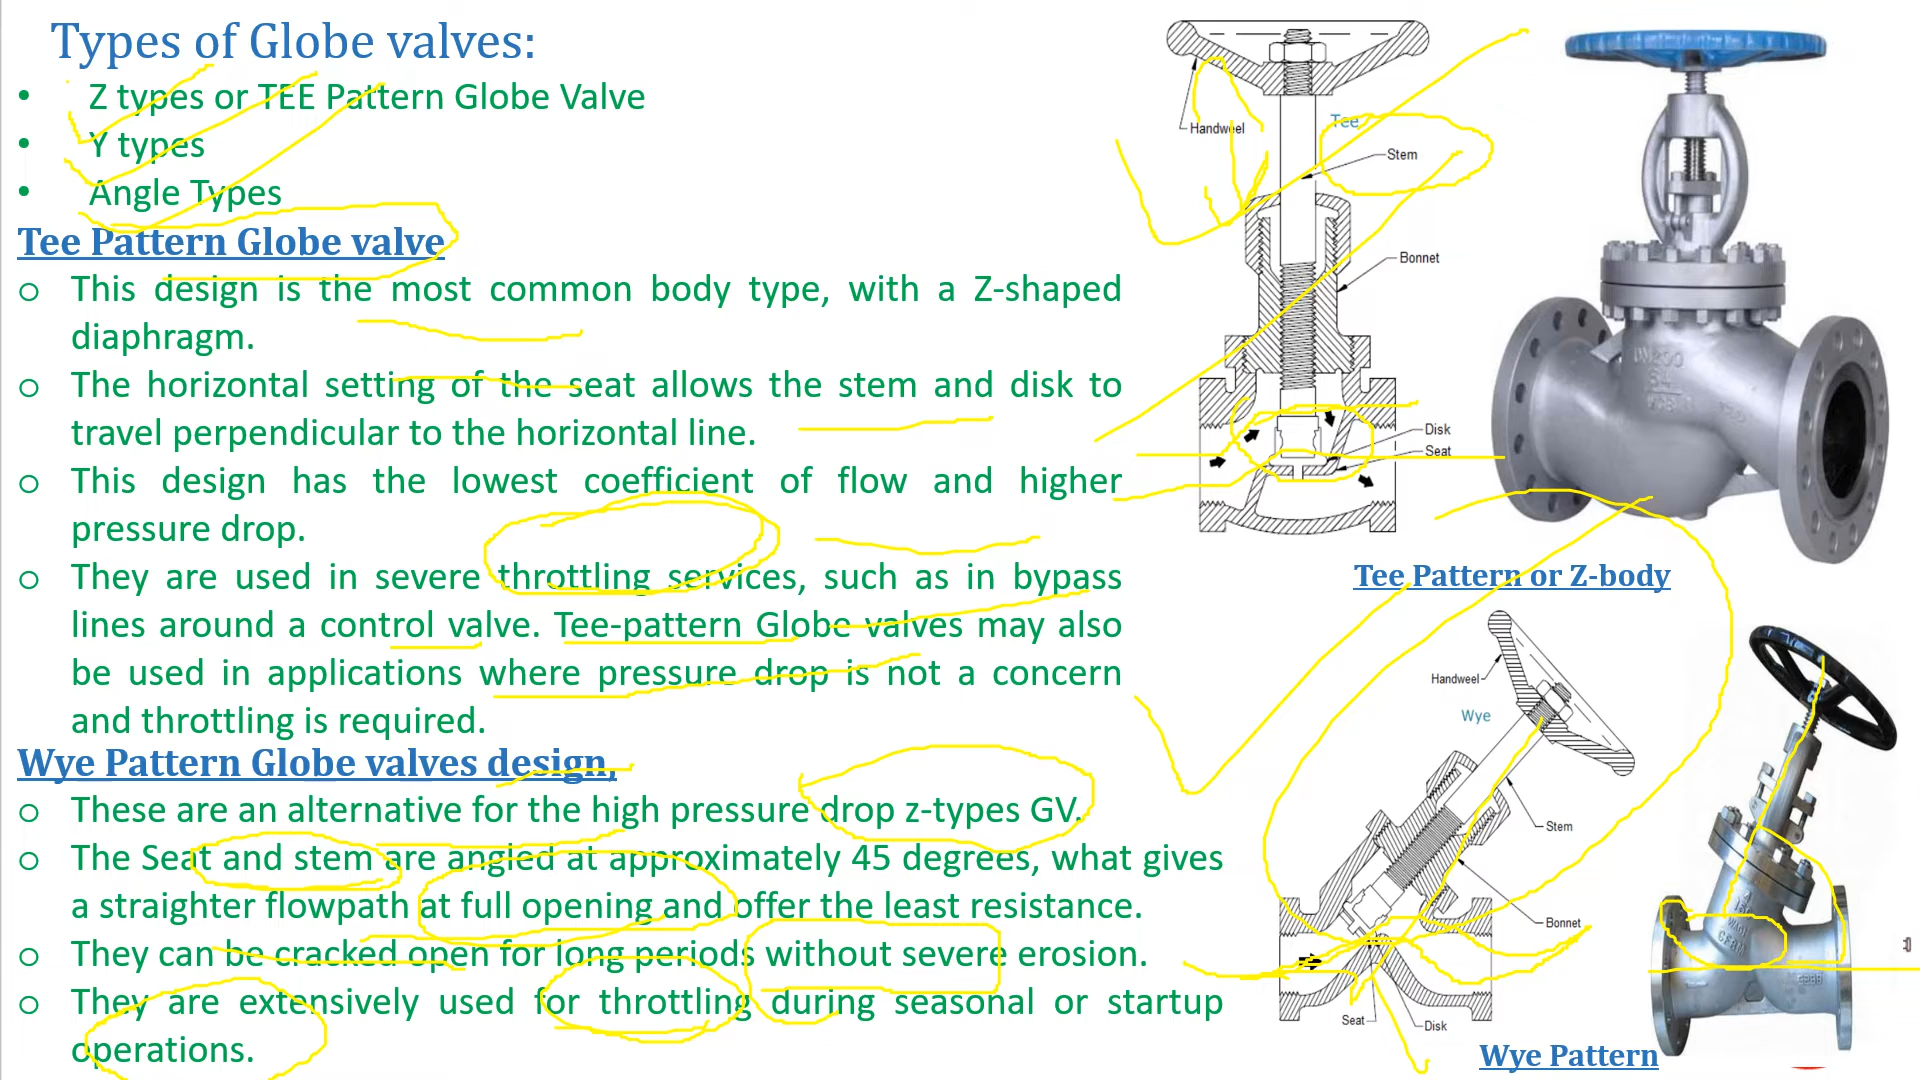 Types of Globe valves:
• Z types or TEE Pattern Globe Valve
• Y types
• Angle Types
Tee Pattern Globe valve
o This design is the most common body type, with a Z-shaped
diaphragm.
o The horizontal setting of the seat allows the stem and disk to
travel perpendicular to the horizontal line.
o This design has the lowest coefficient of flow and higher
pressure drop.
o They are used in severe throttling services, such as in bypass
lines around a control valve. Tee-pattern Globe valves may also
be used in applications where pressure drop is not a concern
and throttling is required.
Wye Pattern Globe valves design,
o These are an alternative for the high pressure drop z-types GV.
o The Seat and stem are angled at approximately 45 degrees, what gives
a straighter flowpath at full opening and offer the least resistance.
o They can be cracked open for long periods without severe erosion.
o They are extensively used for throttling during seasonal or startup
operations.
Handweel
Tee
Stem
Bonnet
Disk
Seat
DN200
Tee Pattern or Z-body
Handweel
Wye
Stem
Bonnet
Seat
Disk
CF8M
Wye Pattern